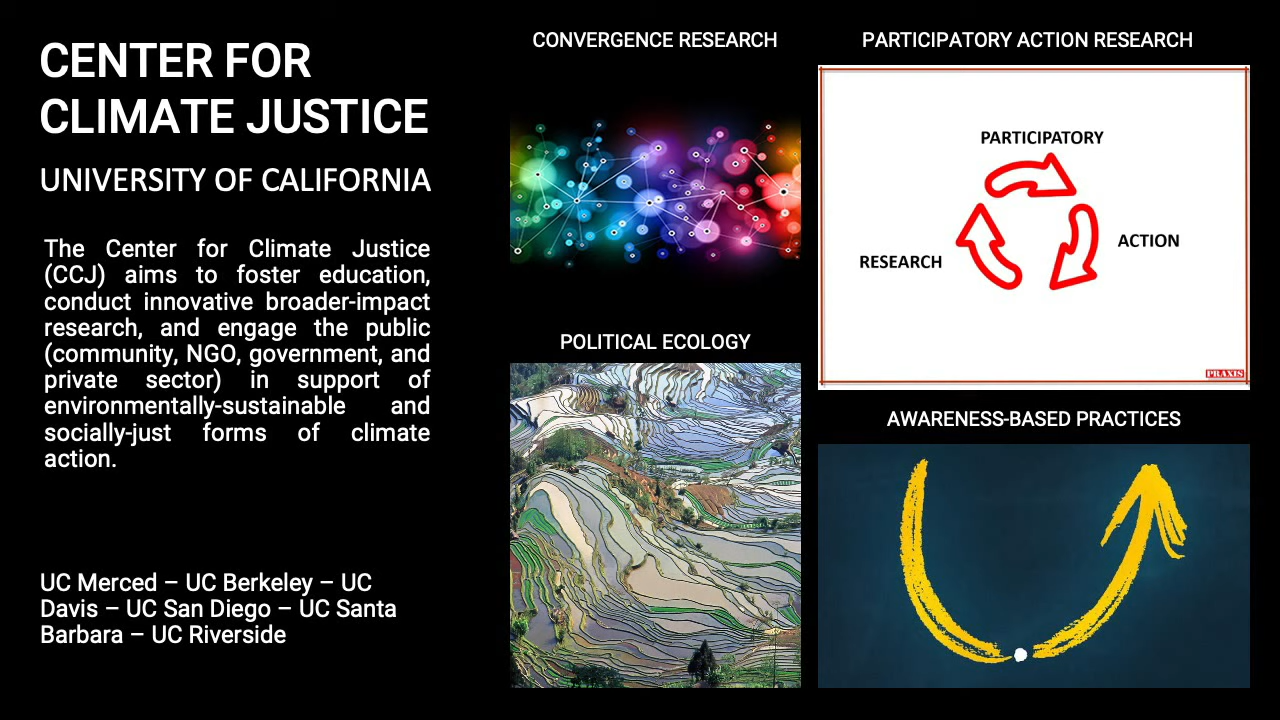 CENTER FOR
CLIMATE JUSTICE
UNIVERSITY OF CALIFORNIA
The Center for Climate Justice
(CCJ) aims to foster education,
conduct innovative broader-impact
research, and engage the public
(community, NGO, government, and
private sector) in support of
environmentally-sustainable and
socially-just forms of climate
action.
UC Merced – UC Berkeley – UC
Davis – UC San Diego – UC Santa
Barbara – UC Riverside
CONVERGENCE RESEARCH
POLITICAL ECOLOGY
PARTICIPATORY ACTION RESEARCH
PARTICIPATORY
ACTION
RESEARCH
PRAXIS
AWARENESS-BASED PRACTICES